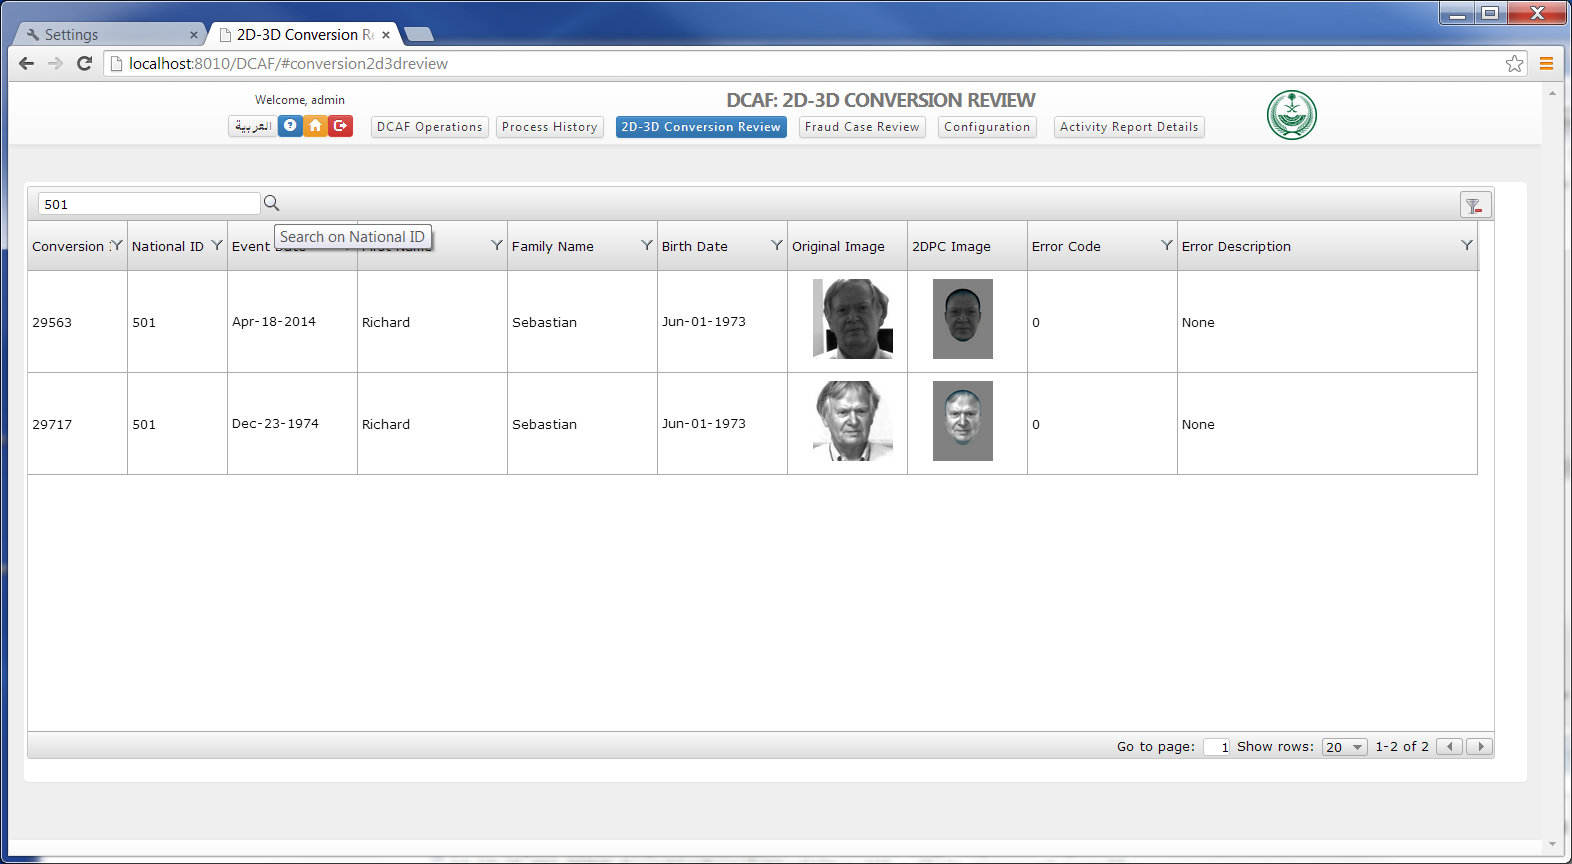 Settings
2D-3D Conversion Re
localhost:8010/DCAF/#conversion2d3dreview
Welcome, admin
DCAF: 2D-3D CONVERSION REVIEW
العربية
DCAF Operations
Process History
2D-3D Conversion Review
Fraud Case Review
Configuration
Activity Report Details
501
Search on National ID
Conversion National ID Event Date First Name Family Name Birth Date Original Image 2DPC Image Error Code Error Description
29563 501 Apr-18-2014 Richard Sebastian Jun-01-1973 0 None
29717 501 Dec-23-1974 Richard Sebastian Jun-01-1973 0 None
Go to page: 1 Show rows: 20 1-2 of 2